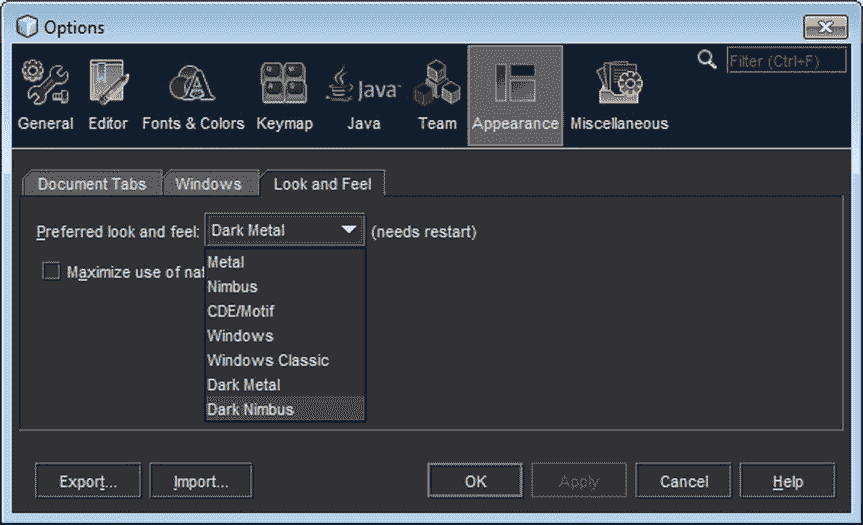 Options
Filter (Ctrl+F)
General Editor Fonts & Colors Keymap Java Team Appearance Miscellaneous
Java
Document Tabs Windows Look and Feel
Preferred look and feel: Dark Metal (needs restart)
Maximize use of nat
Metal
Nimbus
CDE/Motif
Windows
Windows Classic
Dark Metal
Dark Nimbus
Export... Import... OK Apply Cancel Help